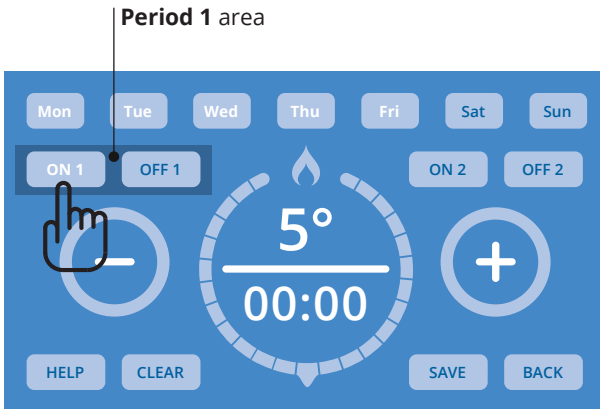 Period 1 area
Mon Tue Wed Thu Fri Sat Sun
ON 1 OFF 1 ON 2 OFF 2
5°
00:00
HELP CLEAR SAVE BACK